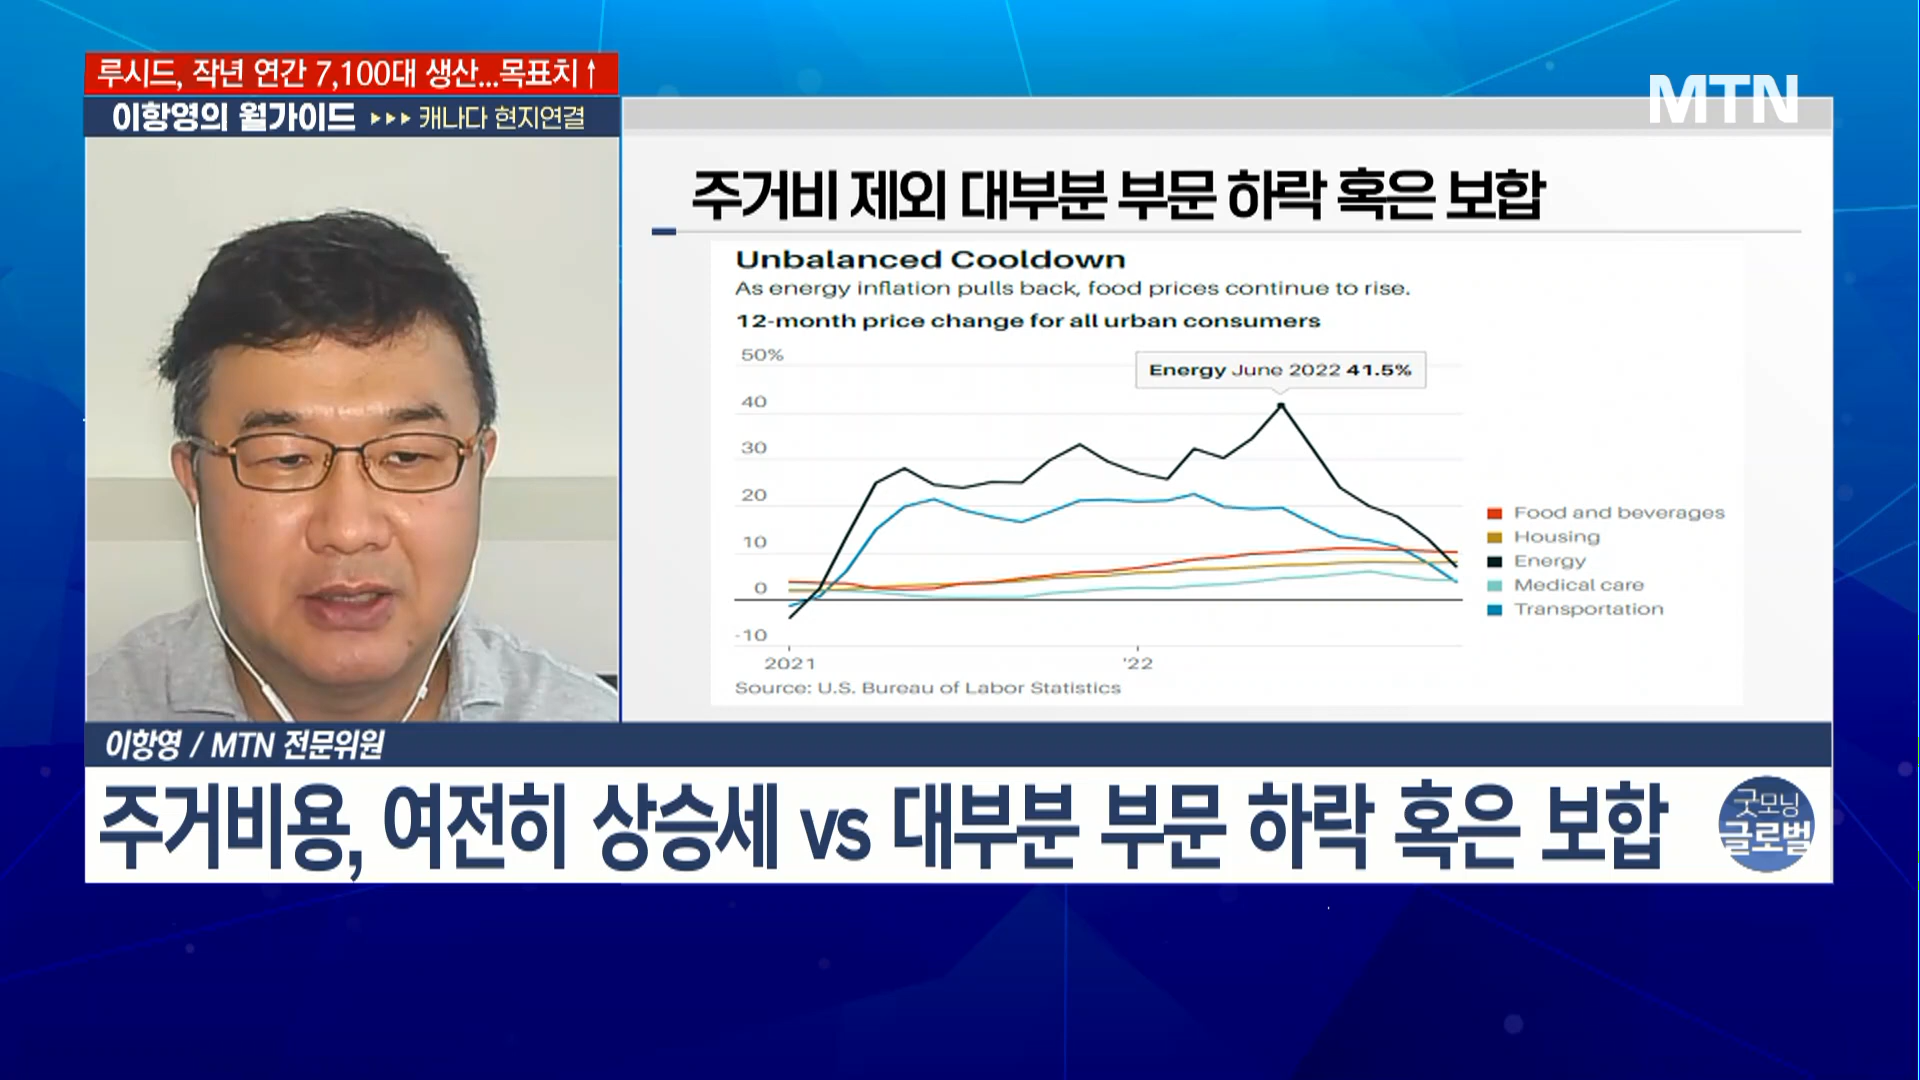 루시드, 작년 연간 7,100대 생산...목표치↑
이항영의 월가이드 ▸▸▸ 캐나다 현지연결
MTN
주거비 제외 대부분 부문 하락 혹은 보합
Unbalanced Cooldown
As energy inflation pulls back, food prices continue to rise.
12-month price change for all urban consumers
50%
40
30
20
10
0
-10
Energy June 2022 41.5%
2021
'22
Food and beverages
Housing
Energy
Medical care
Transportation
Source: U.S. Bureau of Labor Statistics
이항영 / MTN 전문위원
주거비용, 여전히 상승세 vs 대부분 부문 하락 혹은 보합
굿모닝
글로벌